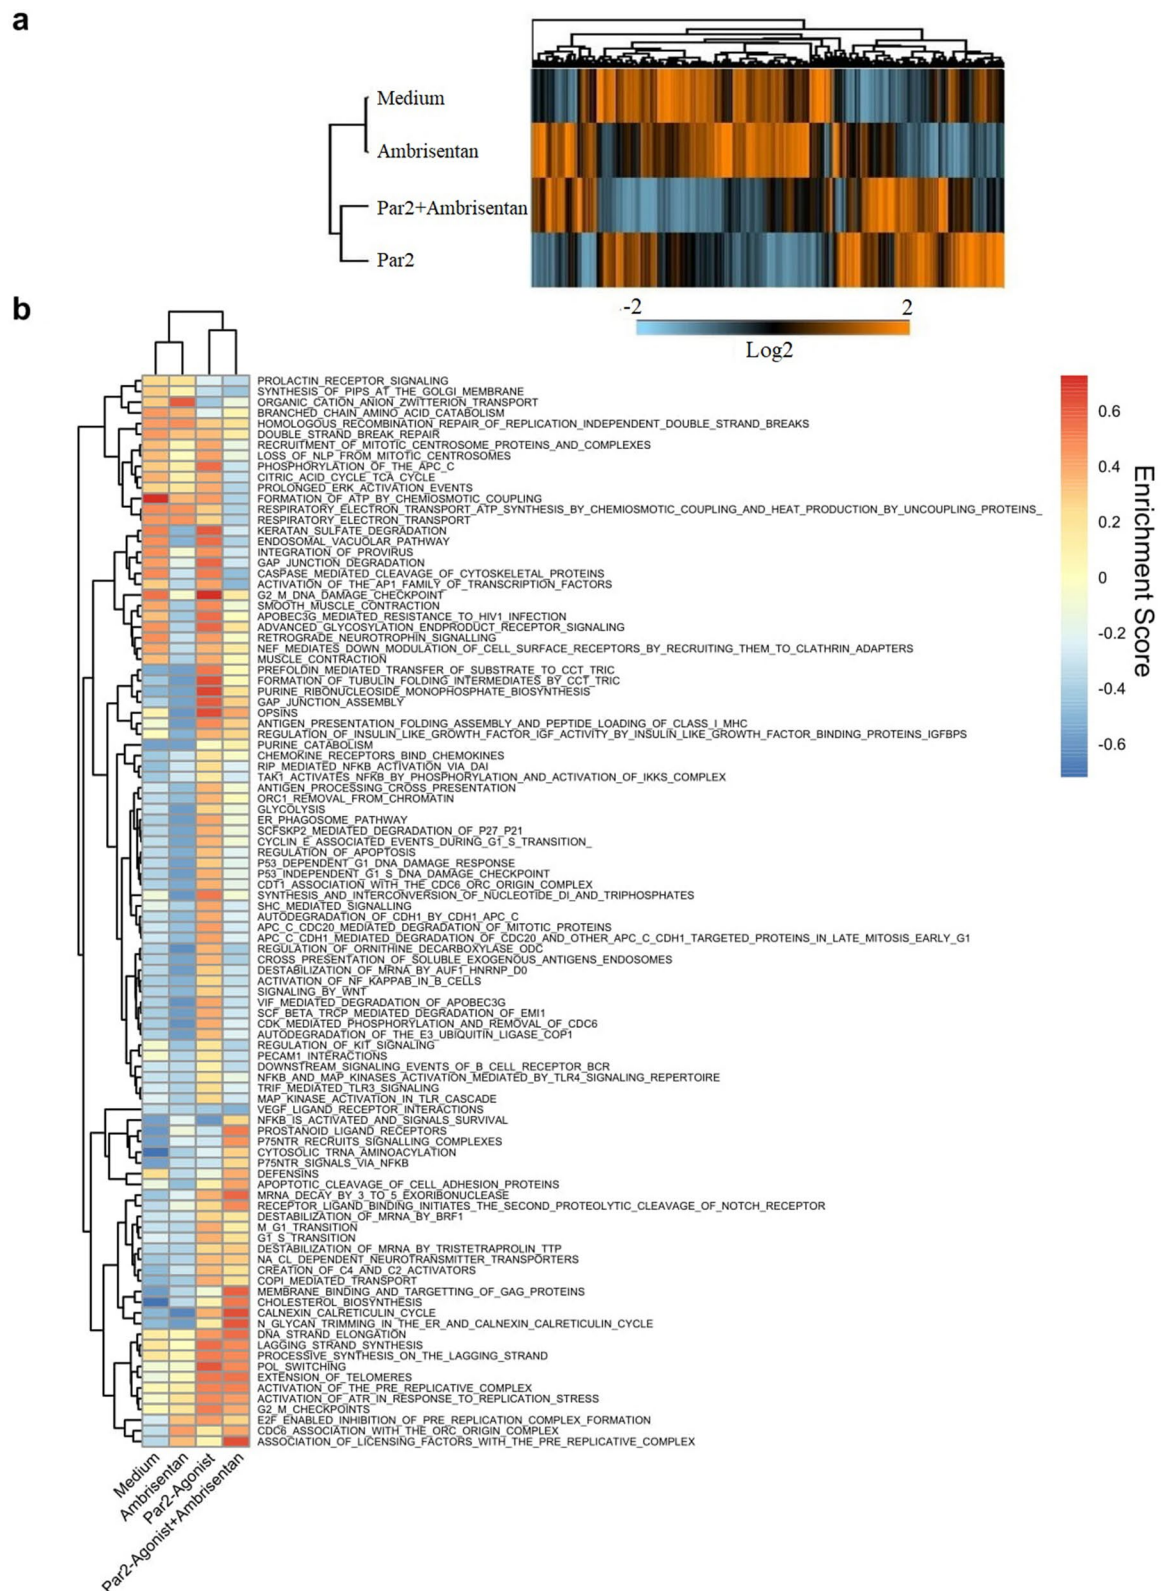 a
Medium
Ambrisentan
Par2+Ambrisentan
Par2
-2 2
Log2
b
PROLACTIN_RECEPTOR_SIGNALING
SYNTHESIS_OF_PIPS_AT_THE_GOLGI_MEMBRANE
ORGANIC_CATION_ANION_ZWITTERION_TRANSPORT
BRANCHED_CHAIN_AMINO_ACID_CATABOLISM
HOMOLOGOUS_RECOMBINATION_REPAIR_OF_REPLICATION_INDEPENDENT_DOUBLE_STRAND_BREAKS
DOUBLE_STRAND_BREAK_REPAIR
RECRUITMENT_OF_MITOTIC_CENTROSOME_PROTEINS_AND_COMPLEXES
LOSS_OF_NLP_FROM_MITOTIC_CENTROSOMES
PHOSPHORYLATION_OF_THE_APC_C
CITRIC_ACID_CYCLE_TCA_CYCLE
PROLONGED_ERK_ACTIVATION_EVENTS
FORMATION_OF_ATP_BY_CHEMIOSMOTIC_COUPLING
RESPIRATORY_ELECTRON_TRANSPORT_ATP_SYNTHESIS_BY_CHEMIOSMOTIC_COUPLING_AND_HEAT_PRODUCTION_BY_UNCOUPLING_PROTEINS_
RESPIRATORY_ELECTRON_TRANSPORT
KERATAN_SULFATE_DEGRADATION
ENDOSOMAL_VACUOLAR_PATHWAY
INTEGRATION_OF_PROVIRUS
GAP_JUNCTION_DEGRADATION
CASPASE_MEDIATED_CLEAVAGE_OF_CYTOSKELETAL_PROTEINS
ACTIVATION_OF_THE_AP1_FAMILY_OF_TRANSCRIPTION_FACTORS
G2_M_DNA_DAMAGE_CHECKPOINT
SMOOTH_MUSCLE_CONTRACTION
APOBEC3G_MEDIATED_RESISTANCE_TO_HIV1_INFECTION
ADVANCED_GLYCOSYLATION_ENDPRODUCT_RECEPTOR_SIGNALING
RETROGRADE_NEUROTROPHIN_SIGNALLING
NEF_MEDIATES_DOWN_MODULATION_OF_CELL_SURFACE_RECEPTORS_BY_RECRUITING_THEM_TO_CLATHRIN_ADAPTERS
MUSCLE_CONTRACTION
PREFOLDIN_MEDIATED_TRANSFER_OF_SUBSTRATE_TO_CCT_TRIC
FORMATION_OF_TUBULIN_FOLDING_INTERMEDIATES_BY_CCT_TRIC
PURINE_RIBONUCLEOSIDE_MONOPHOSPHATE_BIOSYNTHESIS
GAP_JUNCTION_ASSEMBLY
OPSINS
ANTIGEN_PRESENTATION_FOLDING_ASSEMBLY_AND_PEPTIDE_LOADING_OF_CLASS_I_MHC
REGULATION_OF_INSULIN_LIKE_GROWTH_FACTOR_IGF_ACTIVITY_BY_INSULIN_LIKE_GROWTH_FACTOR_BINDING_PROTEINS_IGFBPS
PURINE_CATABOLISM
CHEMOKINE_RECEPTORS_BIND_CHEMOKINES
RIP_MEDIATED_NFKB_ACTIVATION_VIA_DAI
TAK1_ACTIVATES_NFKB_BY_PHOSPHORYLATION_AND_ACTIVATION_OF_IKKS_COMPLEX
ANTIGEN_PROCESSING_CROSS_PRESENTATION
ORC1_REMOVAL_FROM_CHROMATIN
GLYCOLYSIS
ER_PHAGOSOME_PATHWAY
SCFSKP2_MEDIATED_DEGRADATION_OF_P27_P21
CYCLIN_E_ASSOCIATED_EVENTS_DURING_G1_S_TRANSITION_
REGULATION_OF_APOPTOSIS
P53_DEPENDENT_G1_DNA_DAMAGE_RESPONSE
P53_INDEPENDENT_G1_S_DNA_DAMAGE_CHECKPOINT
CDT1_ASSOCIATION_WITH_THE_CDC6_ORC_ORIGIN_COMPLEX
SYNTHESIS_AND_INTERCONVERSION_OF_NUCLEOTIDE_DI_AND_TRIPHOSPHATES
SHC_MEDIATED_SIGNALLING
AUTODEGRADATION_OF_CDH1_BY_CDH1_APC_C
APC_C_CDC20_MEDIATED_DEGRADATION_OF_MITOTIC_PROTEINS
APC_C_CDH1_MEDIATED_DEGRADATION_OF_CDC20_AND_OTHER_APC_C_CDH1_TARGETED_PROTEINS_IN_LATE_MITOSIS_EARLY_G1
REGULATION_OF_ORNITHINE_DECARBOXYLASE_ODC
CROSS_PRESENTATION_OF_SOLUBLE_EXOGENOUS_ANTIGENS_ENDOSOMES
DESTABILIZATION_OF_MRNA_BY_AUF1_HNRNP_D0
ACTIVATION_OF_NF_KAPPAB_IN_B_CELLS
SIGNALING_BY_WNT
VIF_MEDIATED_DEGRADATION_OF_APOBEC3G
SCF_BETA_TRCP_MEDIATED_DEGRADATION_OF_EMI1
CDK_MEDIATED_PHOSPHORYLATION_AND_REMOVAL_OF_CDC6
AUTODEGRADATION_OF_THE_E3_UBIQUITIN_LIGASE_COP1
REGULATION_OF_KIT_SIGNALING
PECAM1_INTERACTIONS
DOWNSTREAM_SIGNALING_EVENTS_OF_B_CELL_RECEPTOR_BCR
NFKB_AND_MAP_KINASES_ACTIVATION_MEDIATED_BY_TLR4_SIGNALING_REPERTOIRE
TRIF_MEDIATED_TLR3_SIGNALING
MAP_KINASE_ACTIVATION_IN_TLR_CASCADE
VEGF_LIGAND_RECEPTOR_INTERACTIONS
NFKB_IS_ACTIVATED_AND_SIGNALS_SURVIVAL
PROSTANOID_LIGAND_RECEPTORS
P75NTR_RECRUITS_SIGNALLING_COMPLEXES
CYTOSOLIC_TRNA_AMINOACYLATION
P75NTR_SIGNALS_VIA_NFKB
DEFENSINS
APOPTOTIC_CLEAVAGE_OF_CELL_ADHESION_PROTEINS
MRNA_DECAY_BY_3_TO_5_EXORIBONUCLEASE
RECEPTOR_LIGAND_BINDING_INITIATES_THE_SECOND_PROTEOLYTIC_CLEAVAGE_OF_NOTCH_RECEPTOR
DESTABILIZATION_OF_MRNA_BY_BRF1
M_G1_TRANSITION
G1_S_TRANSITION
DESTABILIZATION_OF_MRNA_BY_TRISTETRAPROLIN_TTP
NA_CL_DEPENDENT_NEUROTRANSMITTER_TRANSPORTERS
CREATION_OF_C4_AND_C2_ACTIVATORS
COPI_MEDIATED_TRANSPORT
MEMBRANE_BINDING_AND_TARGETTING_OF_GAG_PROTEINS
CHOLESTEROL_BIOSYNTHESIS
CALNEXIN_CALRETICULIN_CYCLE
N_GLYCAN_TRIMMING_IN_THE_ER_AND_CALNEXIN_CALRETICULIN_CYCLE
DNA_STRAND_ELONGATION
LAGGING_STRAND_SYNTHESIS
PROCESSIVE_SYNTHESIS_ON_THE_LAGGING_STRAND
POL_SWITCHING
EXTENSION_OF_TELOMERES
ACTIVATION_OF_THE_PRE_REPLICATIVE_COMPLEX
ACTIVATION_OF_ATR_IN_RESPONSE_TO_REPLICATION_STRESS
G2_M_CHECKPOINTS
E2F_ENABLED_INHIBITION_OF_PRE_REPLICATION_COMPLEX_FORMATION
CDC6_ASSOCIATION_WITH_THE_ORC_ORIGIN_COMPLEX
ASSOCIATION_OF_LICENSING_FACTORS_WITH_THE_PRE_REPLICATIVE_COMPLEX
0.6
0.4
0.2
0
-0.2
-0.4
-0.6
Enrichment Score
Medium
Ambrisentan
Par2-Agonist
Par2-Agonist+Ambrisentan